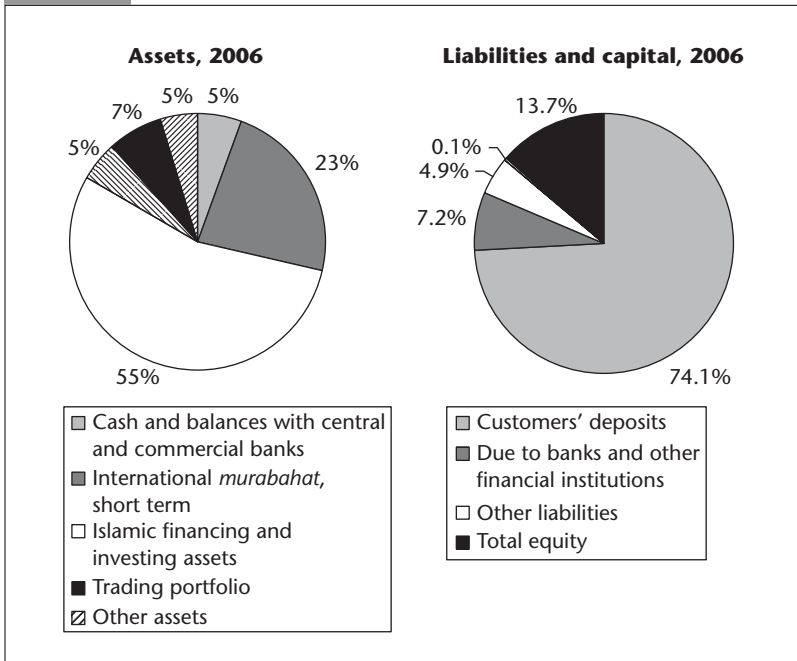 Assets, 2006
5%
5%
7%
5%
23%
55%
Cash and balances with central
and commercial banks
International murabahat,
short term
Islamic financing and
investing assets
Trading portfolio
Other assets
Liabilities and capital, 2006
13.7%
0.1%
4.9%
7.2%
74.1%
Customers’ deposits
Due to banks and other
financial institutions
Other liabilities
Total equity